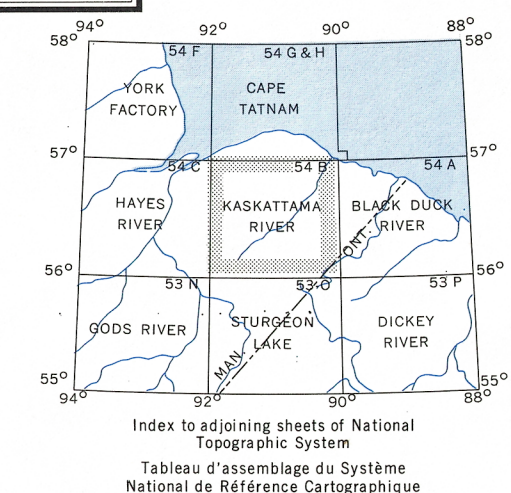 94° 92° 90° 88°
58° 54 F 54 G & H 58°
YORK
FACTORY
CAPE
TATNAM
57° 54 C 54 B 54 A 57°
HAYES
RIVER
KASKATTAMA
RIVER
BLACK DUCK
RIVER
ONT.
56° 53 N 53 O 53 P 56°
GODS RIVER
STURGEON
LAKE
DICKEY
RIVER
MAN.
55° 55°
94° 92° 90° 88°
Index to adjoining sheets of National
Topographic System
Tableau d'assemblage du Système
National de Référence Cartographique